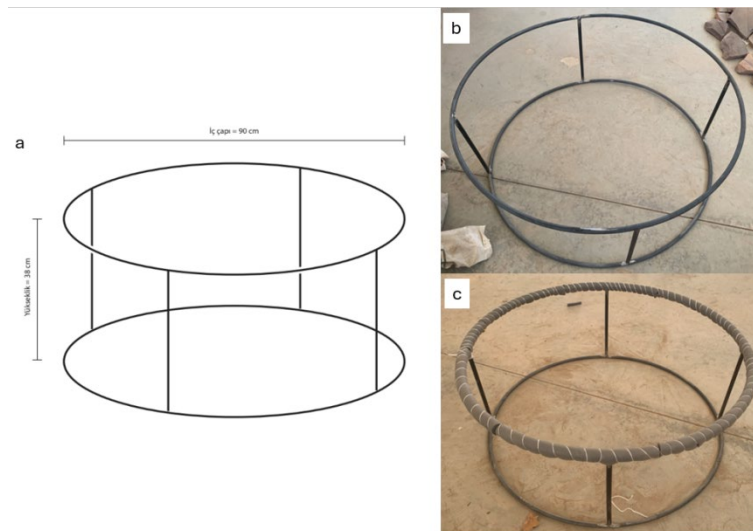 a
İç çapı = 90 cm
Yükseklik = 38 cm
b
c